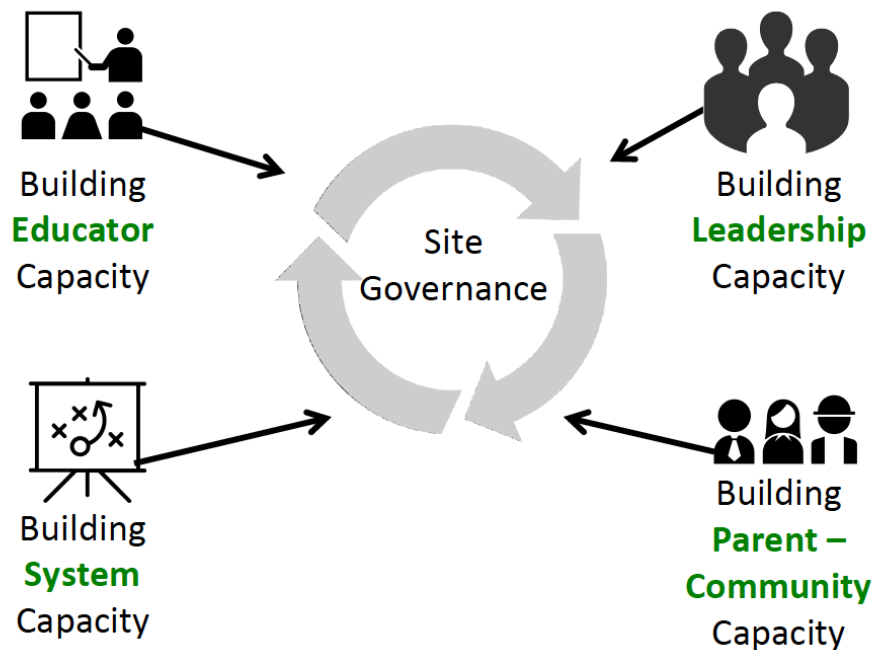 Building
Educator
Capacity
Building
Leadership
Capacity
Site
Governance
Building
System
Capacity
Building
Parent –
Community
Capacity